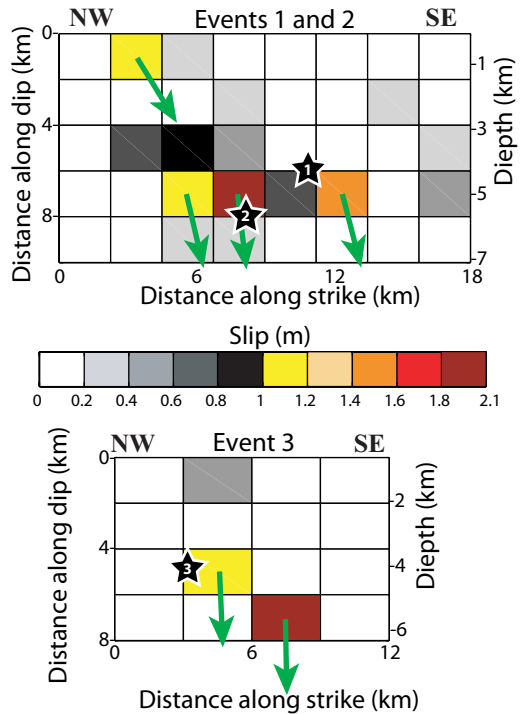 NW Events 1 and 2 SE
Distance along dip (km)
0
4
8
1
2
-1
-3
-5
-7
Diepth (km)
0 6 12 18
Distance along strike (km)
Slip (m)
0 0.2 0.4 0.6 0.8 1 1.2 1.4 1.6 1.8 2.1
NW Event 3 SE
Distance along dip (km)
0
4
8
3
-2
-4
-6
Diepth (km)
0 6 12
Distance along strike (km)